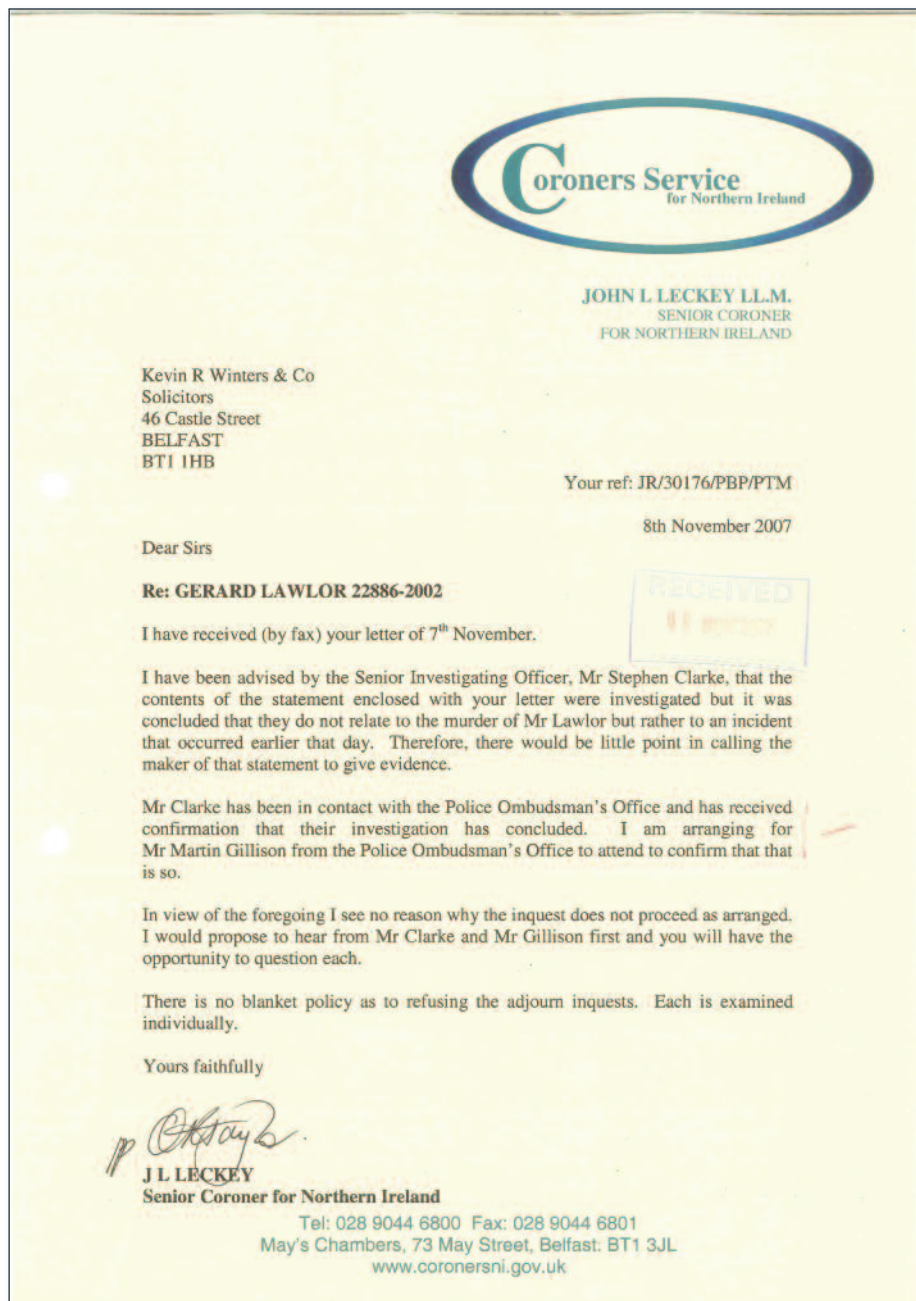 Coroners Service
for Northern Ireland
JOHN L LECKEY LL.M.
SENIOR CORONER
FOR NORTHERN IRELAND
Kevin R Winters & Co
Solicitors
46 Castle Street
BELFAST
BT1 1HB
Your ref: JR/30176/PBP/PTM
8th November 2007
Dear Sirs
Re: GERARD LAWLOR 22886-2002
RECEIVED
I have received (by fax) your letter of 7th November.
I have been advised by the Senior Investigating Officer, Mr Stephen Clarke, that the
contents of the statement enclosed with your letter were investigated but it was
concluded that they do not relate to the murder of Mr Lawlor but rather to an incident
that occurred earlier that day. Therefore, there would be little point in calling the
maker of that statement to give evidence.
Mr Clarke has been in contact with the Police Ombudsman's Office and has received
confirmation that their investigation has concluded. I am arranging for
Mr Martin Gillison from the Police Ombudsman's Office to attend to confirm that that
is so.
In view of the foregoing I see no reason why the inquest does not proceed as arranged.
I would propose to hear from Mr Clarke and Mr Gillison first and you will have the
opportunity to question each.
There is no blanket policy as to refusing the adjourn inquests. Each is examined
individually.
Yours faithfully
pp
J L LECKEY
Senior Coroner for Northern Ireland
Tel: 028 9044 6800 Fax: 028 9044 6801
May's Chambers, 73 May Street, Belfast: BT1 3JL
www.coronersni.gov.uk